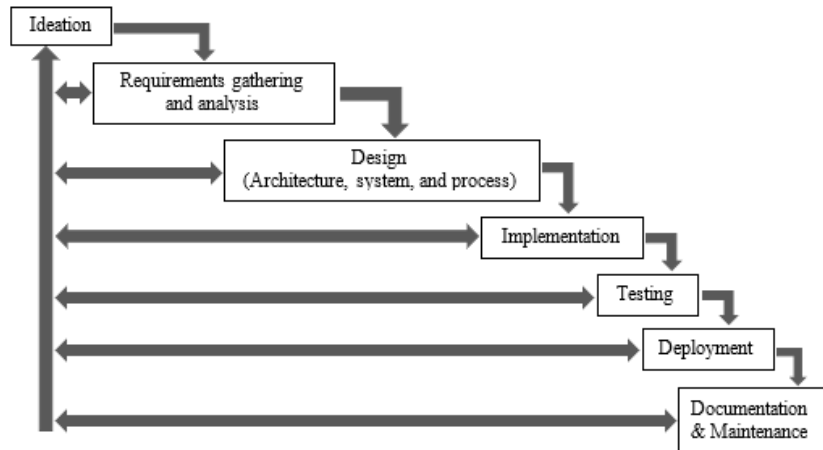 Ideation
Requirements gathering
and analysis
Design
(Architecture, system, and process)
Implementation
Testing
Deployment
Documentation
& Maintenance